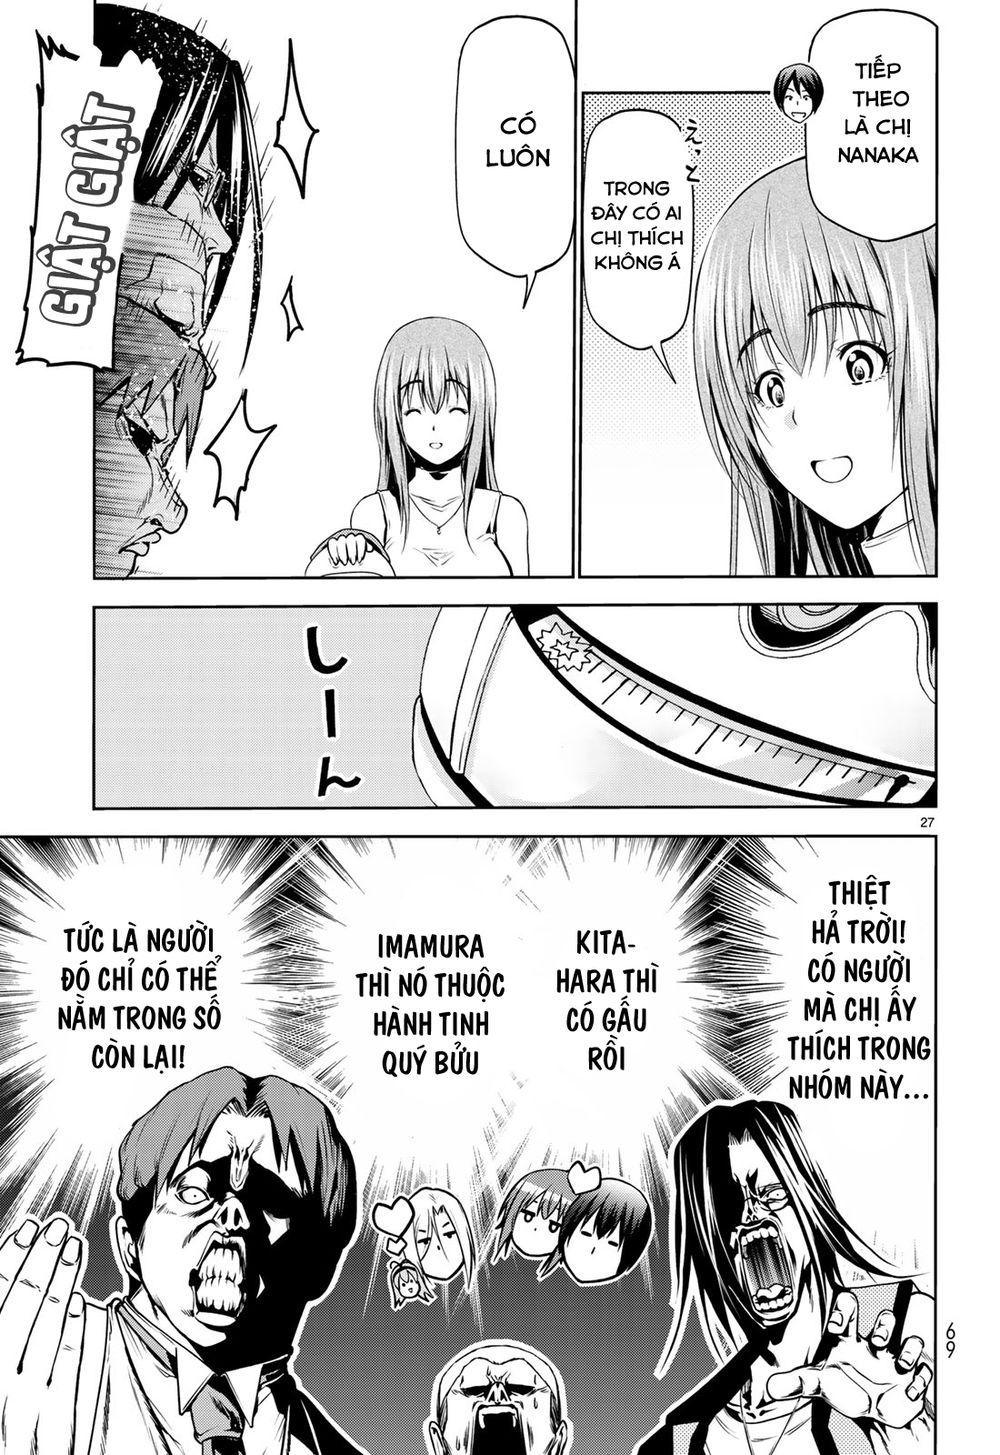 TIẾP
THEO
LÀ CHỊ
NANAKA
えっと
TRONG
ĐÂY CÓ AI
CHỊ THÍCH
KHÔNG Á
CÓ
LUÔN
GIẬT GIẬT
しーん
27
THIỆT
HẢ TRỜI!
CÓ NGƯỜI
MÀ CHỊ ẤY
THÍCH TRONG
NHÓM NÀY...
KITA-
HARA THÌ
CÓ GẤU
RỒI
IMAMURA
THÌ NÓ THUỘC
HÀNH TINH
QUÝ BỬU
TỨC LÀ NGƯỜI
ĐÓ CHỈ CÓ THỂ
NẰM TRONG SỐ
CÒN LẠI!
69